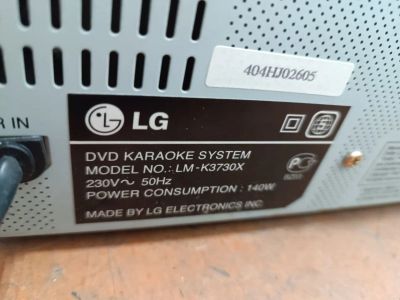 404HJ02605
R IN
LG
DVD KARAOKE SYSTEM
MODEL NO.: LM-K3730X
230V~ 50Hz
POWER CONSUMPTION : 140W
MADE BY LG ELECTRONICS INC.